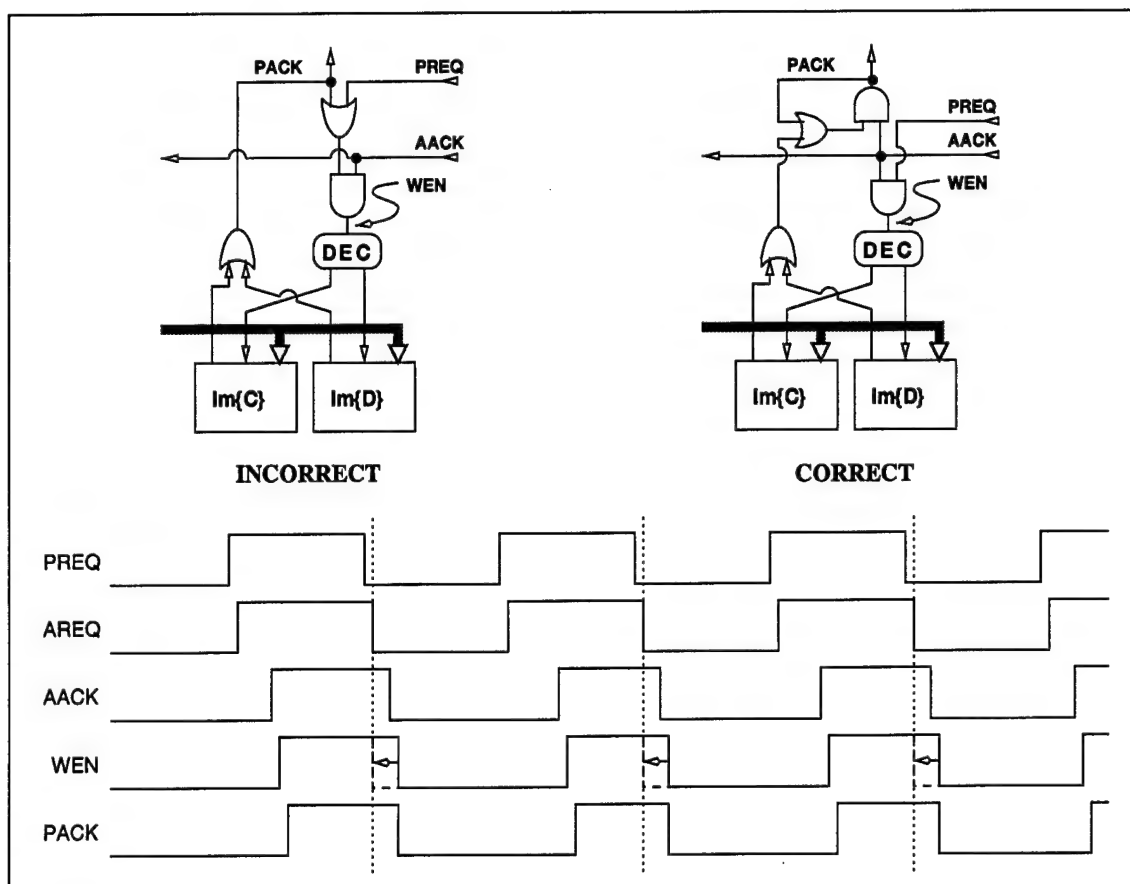 PACK PREQ
AACK
WEN
DEC
Im{C} Im{D}
INCORRECT
PACK
PREQ
AACK
WEN
DEC
Im{C} Im{D}
CORRECT
PREQ
AREQ
AACK
WEN
PACK